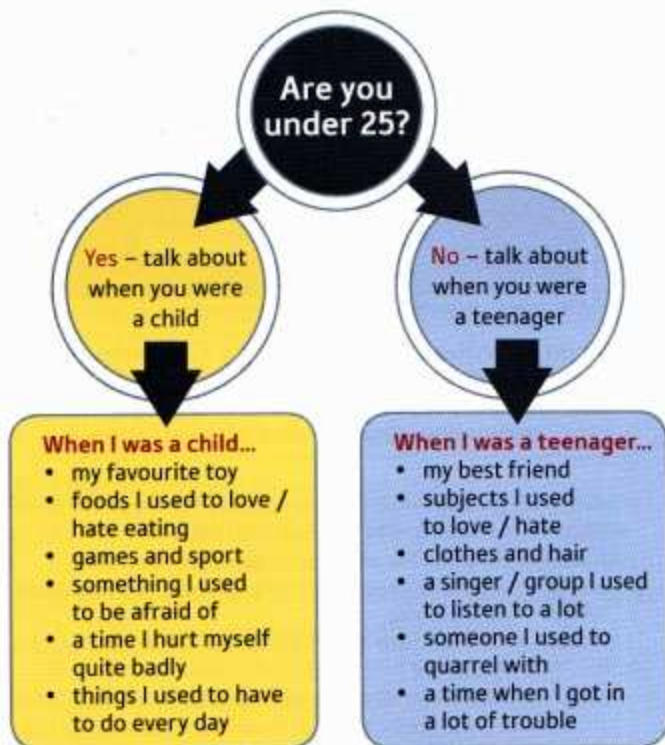 Are you
under 25?
Yes – talk about
when you were
a child
No – talk about
when you were
a teenager
When I was a child...
• my favourite toy
• foods I used to love /
hate eating
• games and sport
• something I used
to be afraid of
• a time I hurt myself
quite badly
• things I used to have
to do every day
When I was a teenager...
• my best friend
• subjects I used
to love / hate
• clothes and hair
• a singer / group I used
to listen to a lot
• someone I used to
quarrel with
• a time when I got in
a lot of trouble